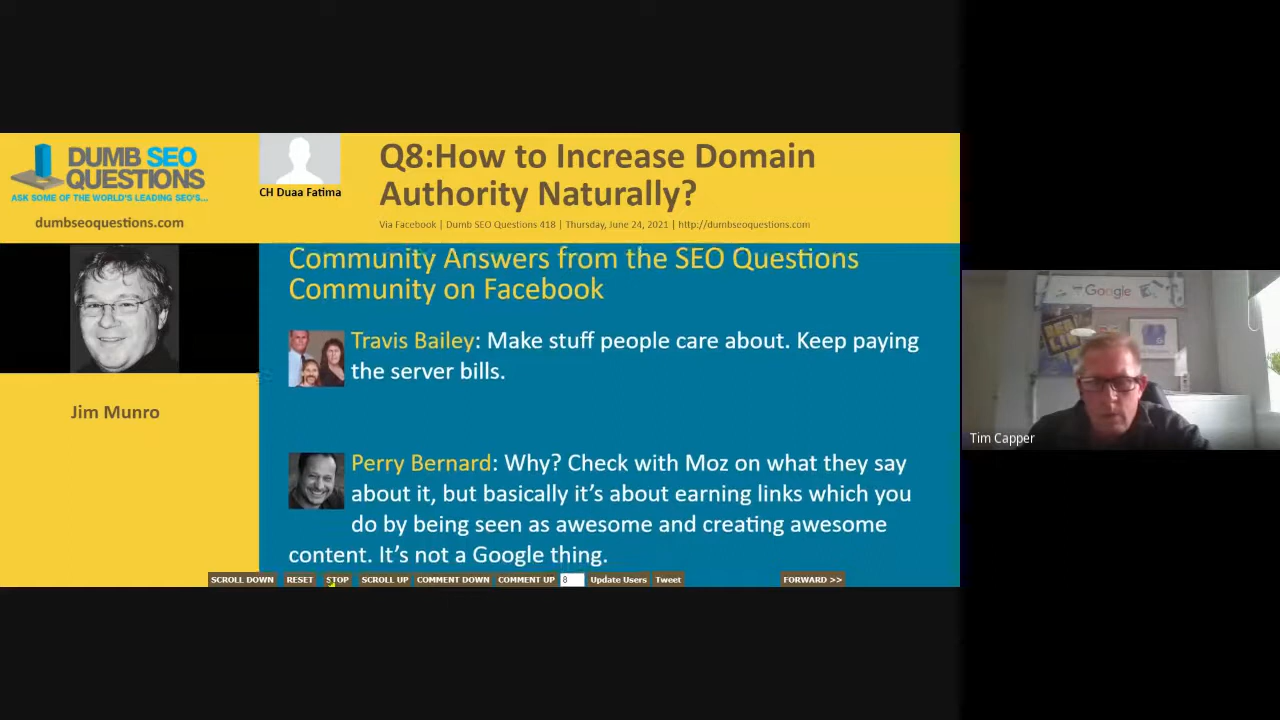 DUMB SEO
QUESTIONS
ASK SOME OF THE WORLD'S LEADING SEO'S...
dumbseoquestions.com
CH Duaa Fatima
Q8:How to Increase Domain
Authority Naturally?
Via Facebook | Dumb SEO Questions 418 | Thursday, June 24, 2021 | http://dumbseoquestions.com
Jim Munro
Community Answers from the SEO Questions
Community on Facebook
Travis Bailey: Make stuff people care about. Keep paying
the server bills.
Perry Bernard: Why? Check with Moz on what they say
about it, but basically it's about earning links which you
do by being seen as awesome and creating awesome
content. It's not a Google thing.
SCROLL DOWN RESET STOP SCROLL UP COMMENT DOWN COMMENT UP 8 Update Users Tweet FORWARD >>
Google
Tim Capper